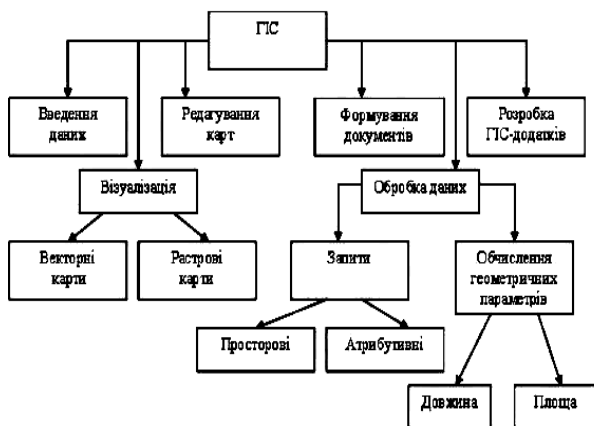 ГІС
Введення
даних
Редагування
карт
Формування
документів
Розробка
ГІС-додатків
Візуалізація
Обробка даних
Векторні
карти
Растрові
карти
Запити
Обчислення
геометричних
параметрів
Просторові
Атрибутивні
Довжина
Площа